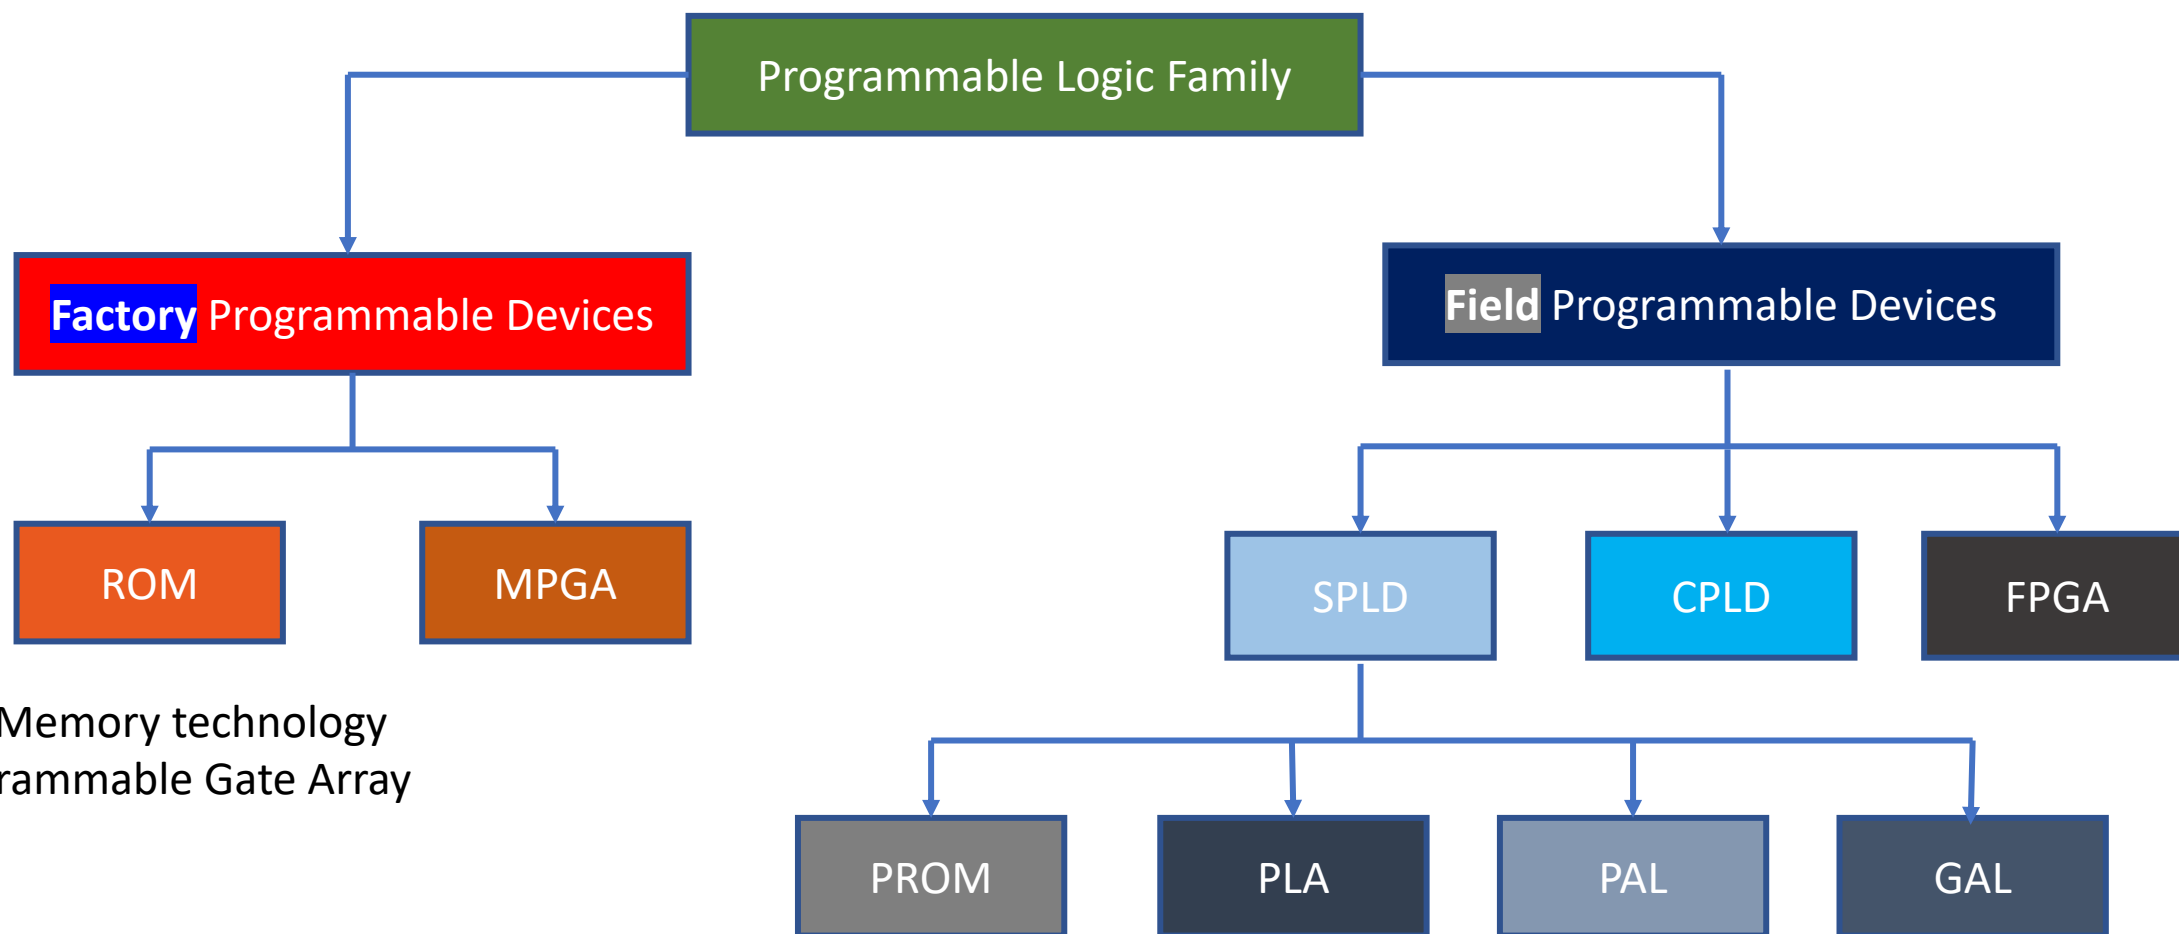 Programmable Logic Family
Factory Programmable Devices
Field Programmable Devices
ROM
MPGA
SPLD
CPLD
FPGA
Memory technology
rammable Gate Array
PROM
PLA
PAL
GAL